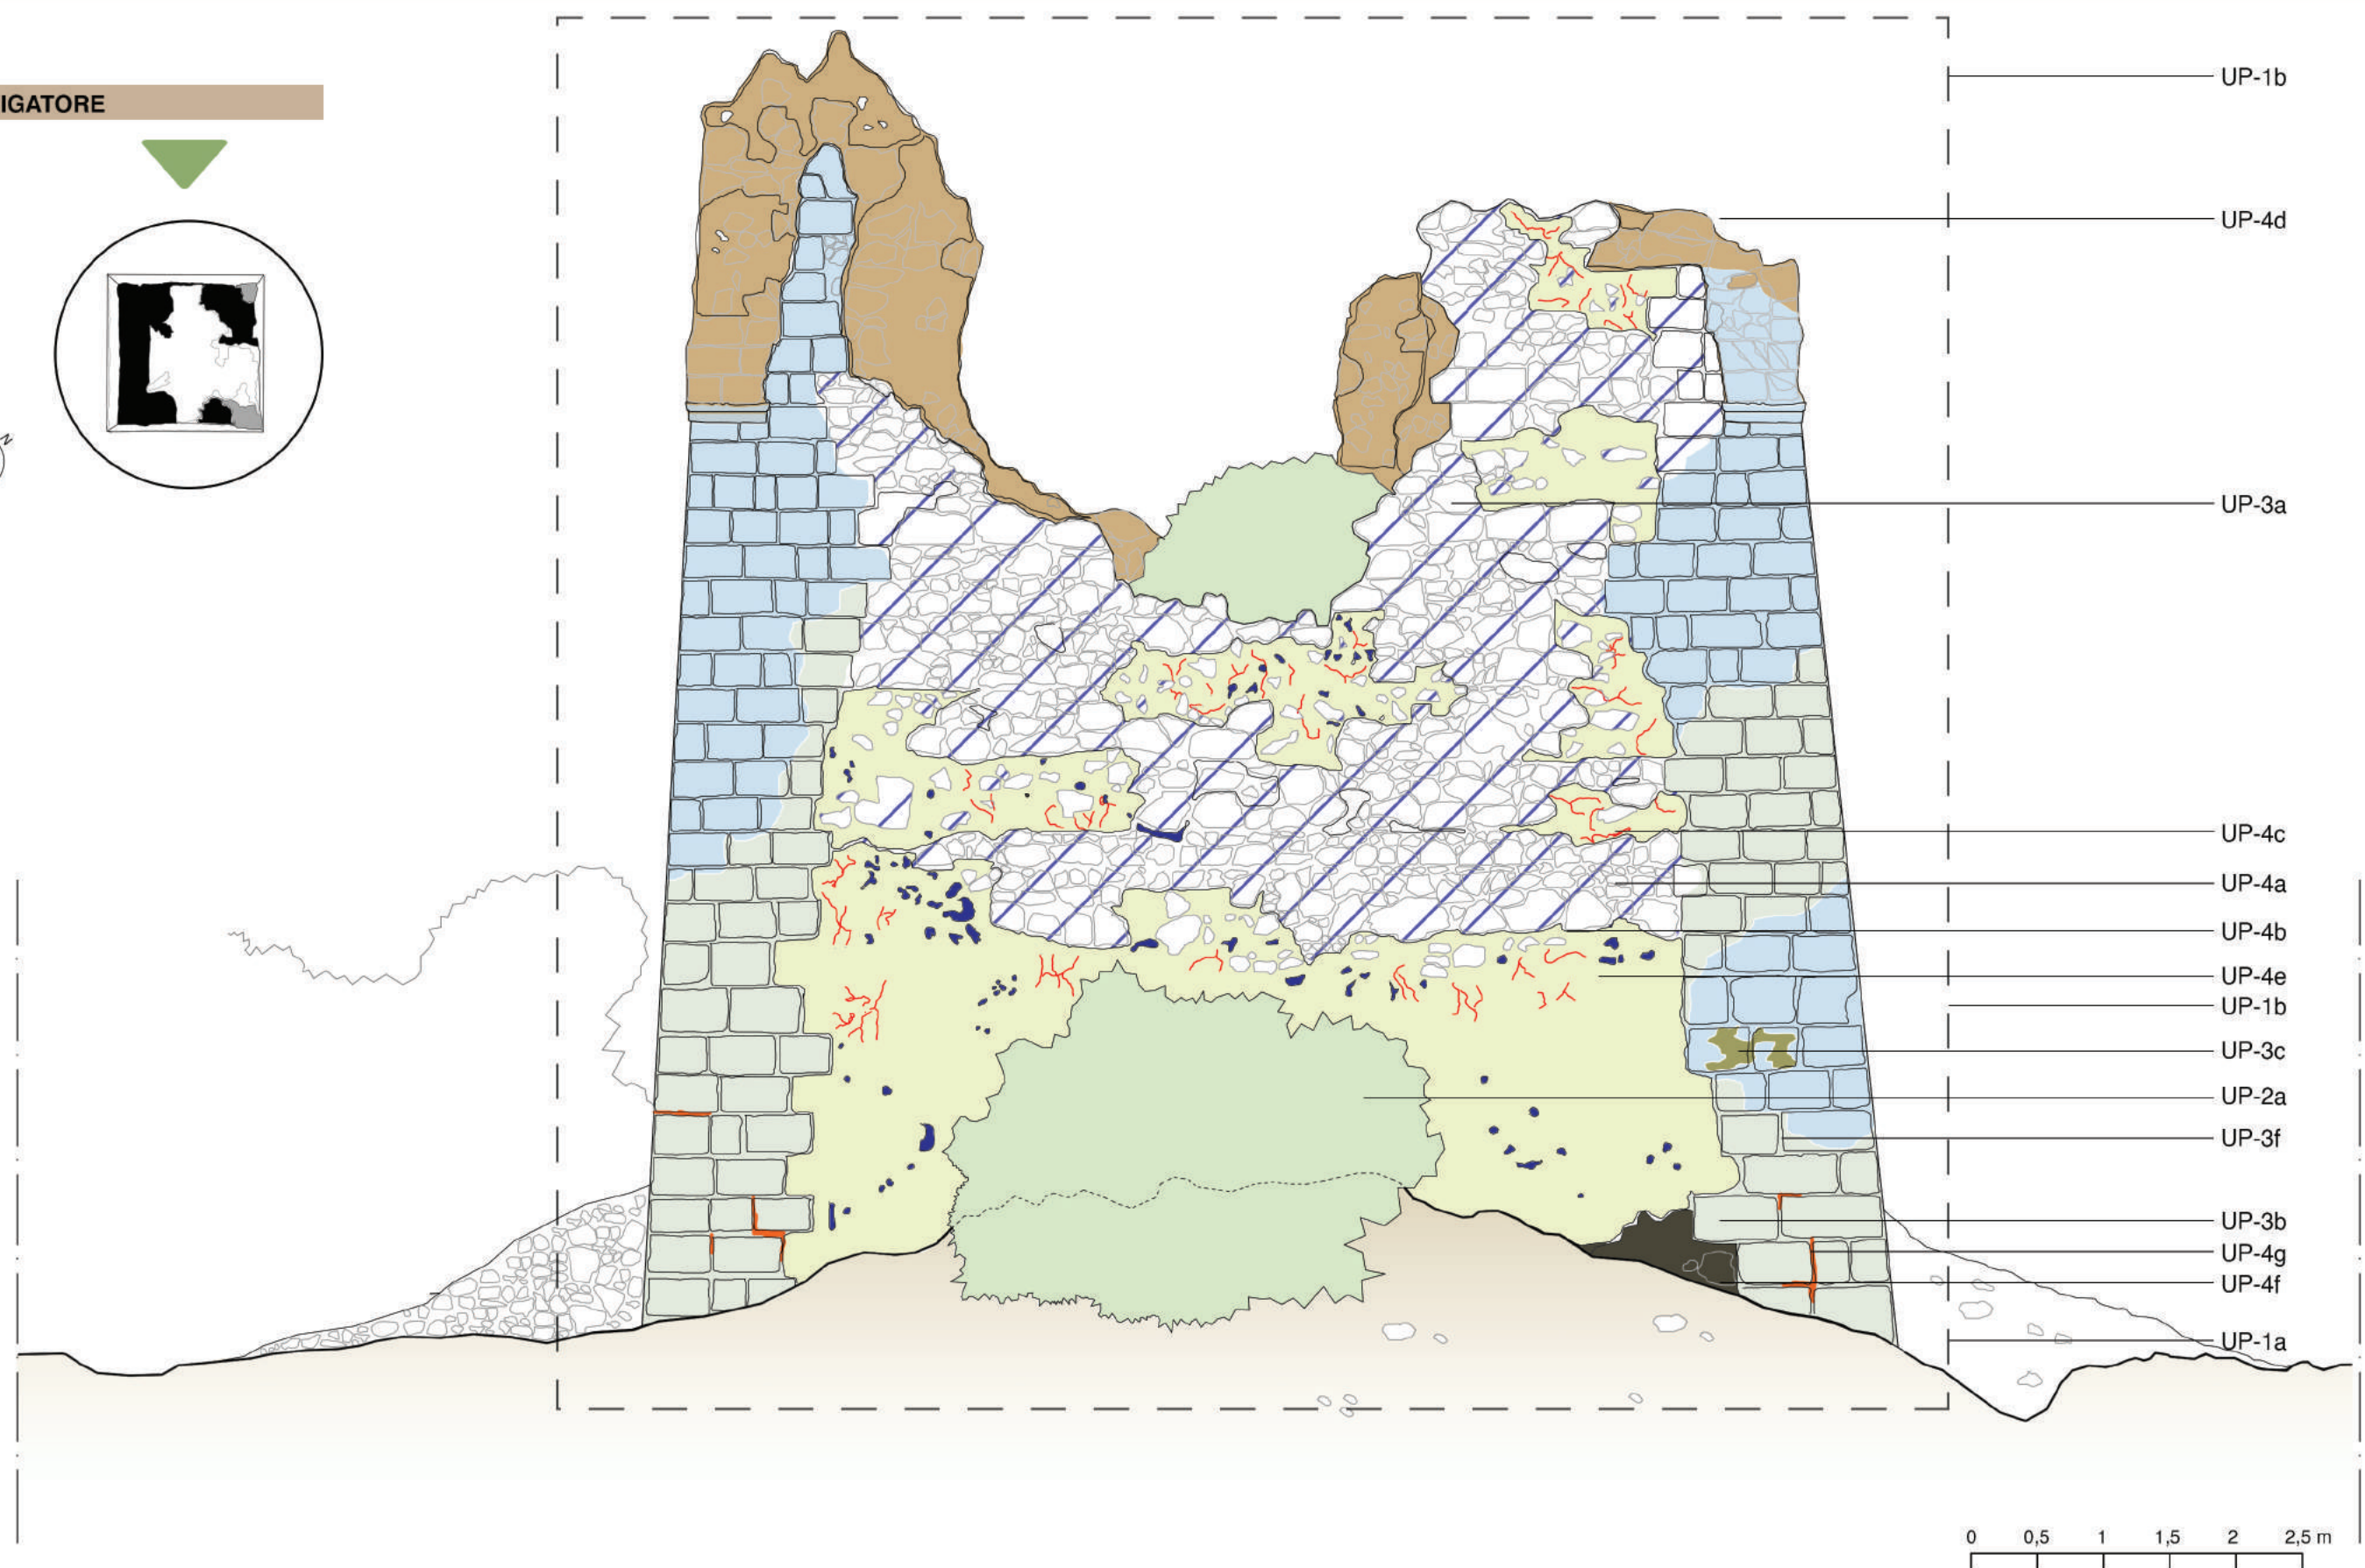 IGATORE
UP-1b
UP-4d
UP-3a
UP-4c
UP-4a
UP-4b
UP-4e
UP-1b
UP-3c
UP-2a
UP-3f
UP-3b
UP-4g
UP-4f
UP-1a
0 0,5 1 1,5 2 2,5 m